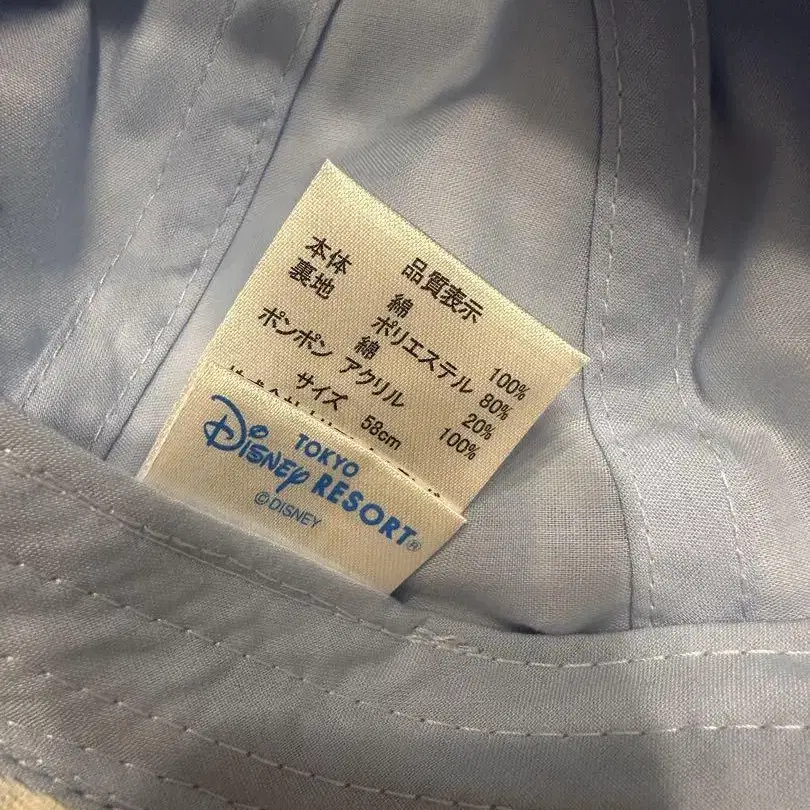 品質表示
本体 綿 100%
裏地 ポリエステル 80%
綿 20%
ポンポン アクリル 100%
サイズ 58cm
TOKYO
Disney RESORT®
©DISNEY